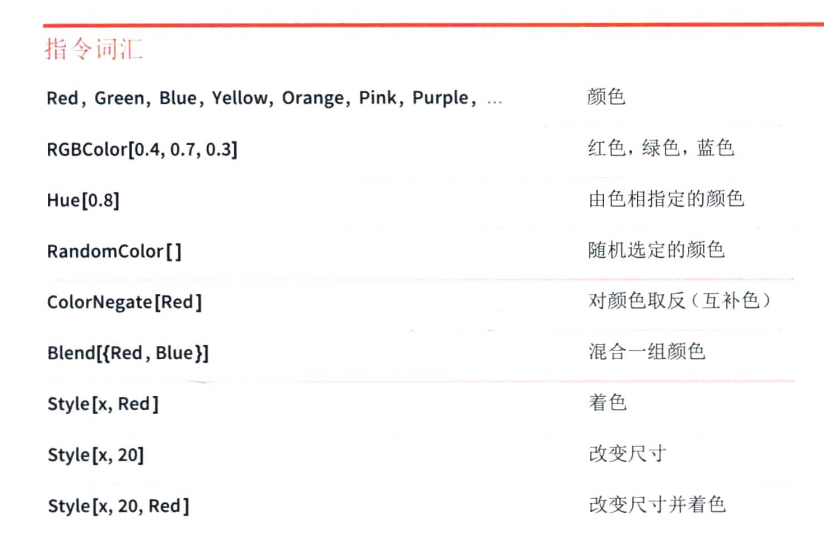 指令词汇
Red, Green, Blue, Yellow, Orange, Pink, Purple, … 颜色
RGBColor[0.4, 0.7, 0.3] 红色，绿色，蓝色
Hue[0.8] 由色相指定的颜色
RandomColor[] 随机选定的颜色
ColorNegate[Red] 对颜色取反（互补色）
Blend[{Red, Blue}] 混合一组颜色
Style[x, Red] 着色
Style[x, 20] 改变尺寸
Style[x, 20, Red] 改变尺寸并着色